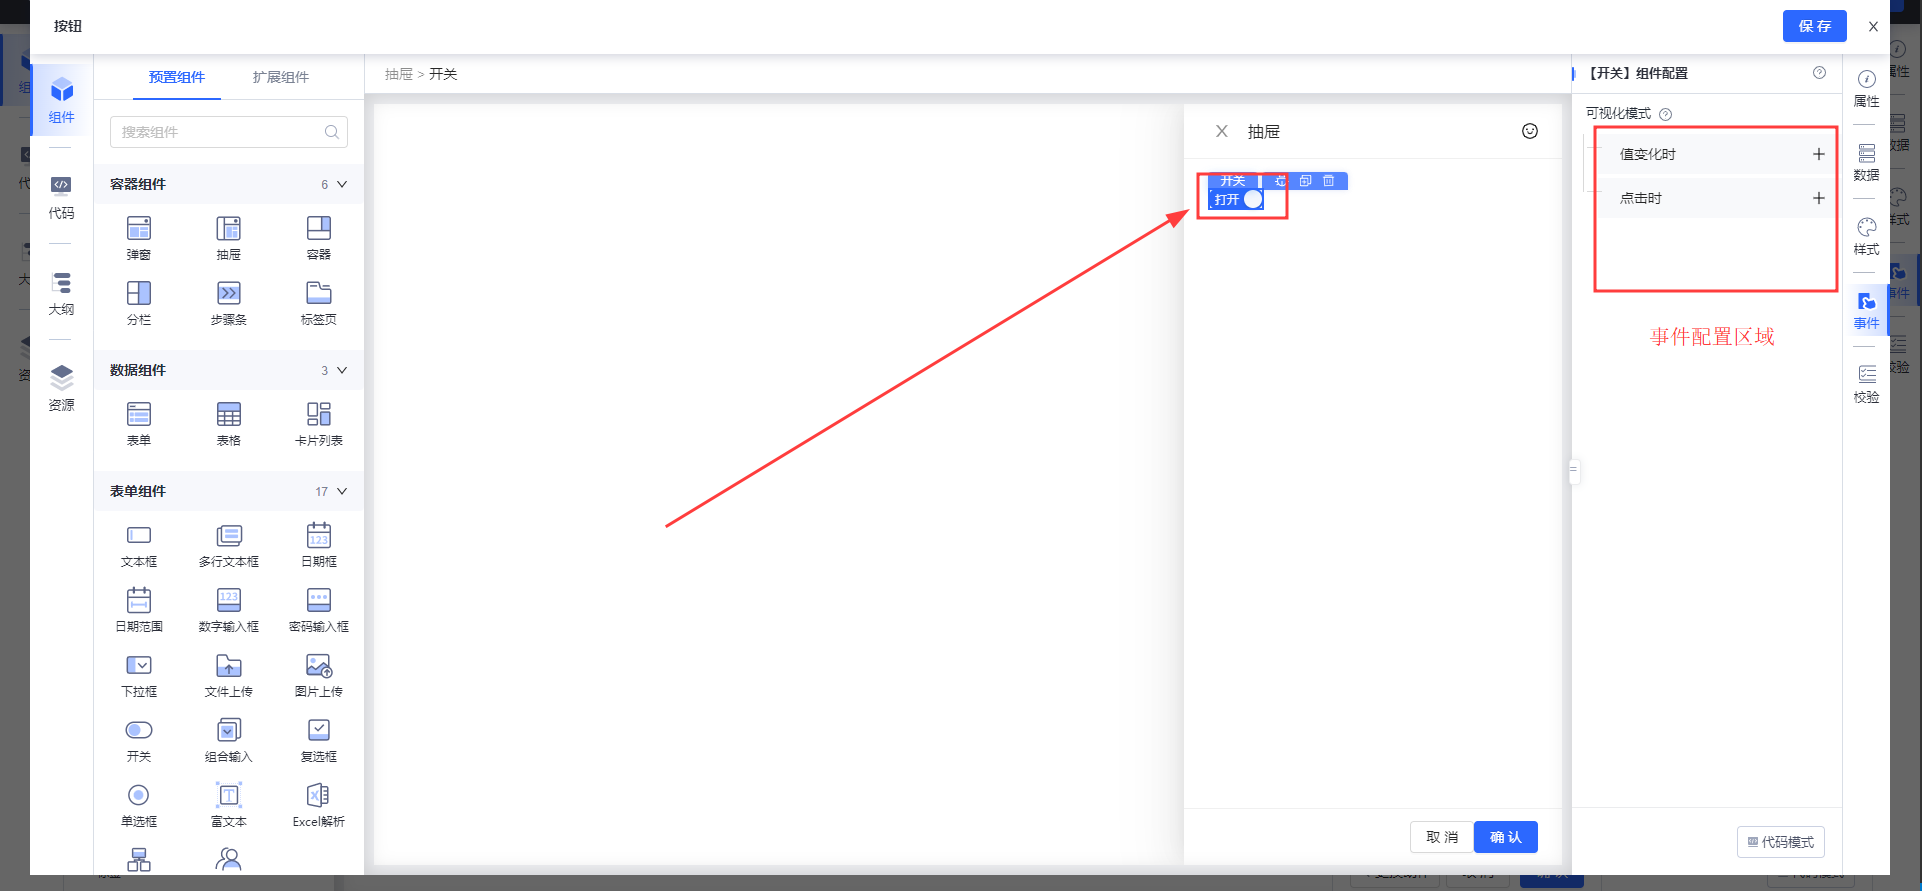 按钮
保 存
组件
代码
大纲
资源
预置组件
扩展组件
搜索组件
容器组件
6
弹窗
抽屉
容器
分栏
步骤条
标签页
数据组件
3
表单
表格
卡片列表
表单组件
17
文本框
多行文本框
日期框
日期范围
数字输入框
密码输入框
下拉框
文件上传
图片上传
开关
组合输入
复选框
单选框
富文本
Excel解析
抽屉 > 开关
抽屉
开关
打开
取 消
确 认
【开关】组件配置
可视化模式
值变化时
点击时
事件配置区域
代码模式
属性
数据
样式
事件
校验